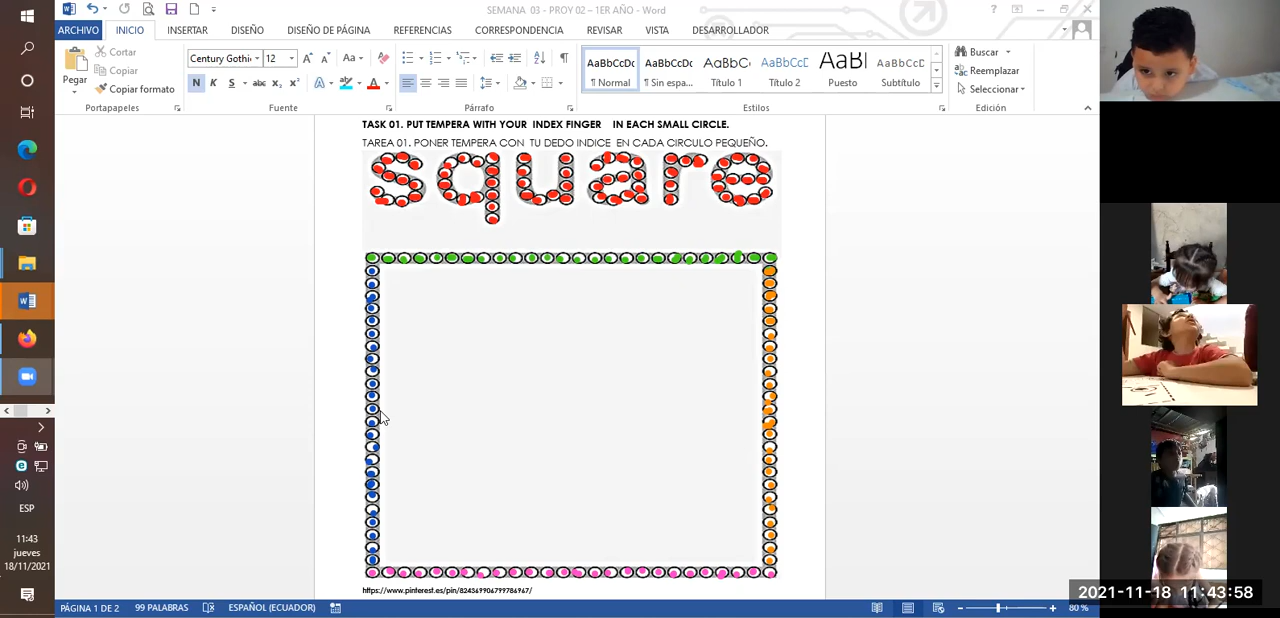 SEMANA 03 - PROY 02 - 1ER AÑO - Word
ARCHIVO INICIO INSERTAR DISEÑO DISEÑO DE PÁGINA REFERENCIAS CORRESPONDENCIA REVISAR VISTA DESARROLLADOR
Pegar
Cortar
Copiar
Copiar formato
Portapapeles
Century Gothi 12
N K S abc x₂ x²
Fuente
Párrafo
AaBbCcDc AaBbCcDc AaBbC AaBbCcD AaBl AaBbCcD
¶ Normal ¶ Sin espa... Título 1 Título 2 Puesto Subtítulo
Estilos
Buscar
Reemplazar
Seleccionar
Edición
TASK 01. PUT TEMPERA WITH YOUR INDEX FINGER IN EACH SMALL CIRCLE.
TAREA 01. PONER TEMPERA CON TU DEDO INDICE EN CADA CIRCULO PEQUEÑO.
square
https://www.pinterest.es/pin/824369906799786967/
PÁGINA 1 DE 2 99 PALABRAS ESPAÑOL (ECUADOR) 80 %
ESP
11:43
jueves
18/11/2021
2021-11-18 11:43:58